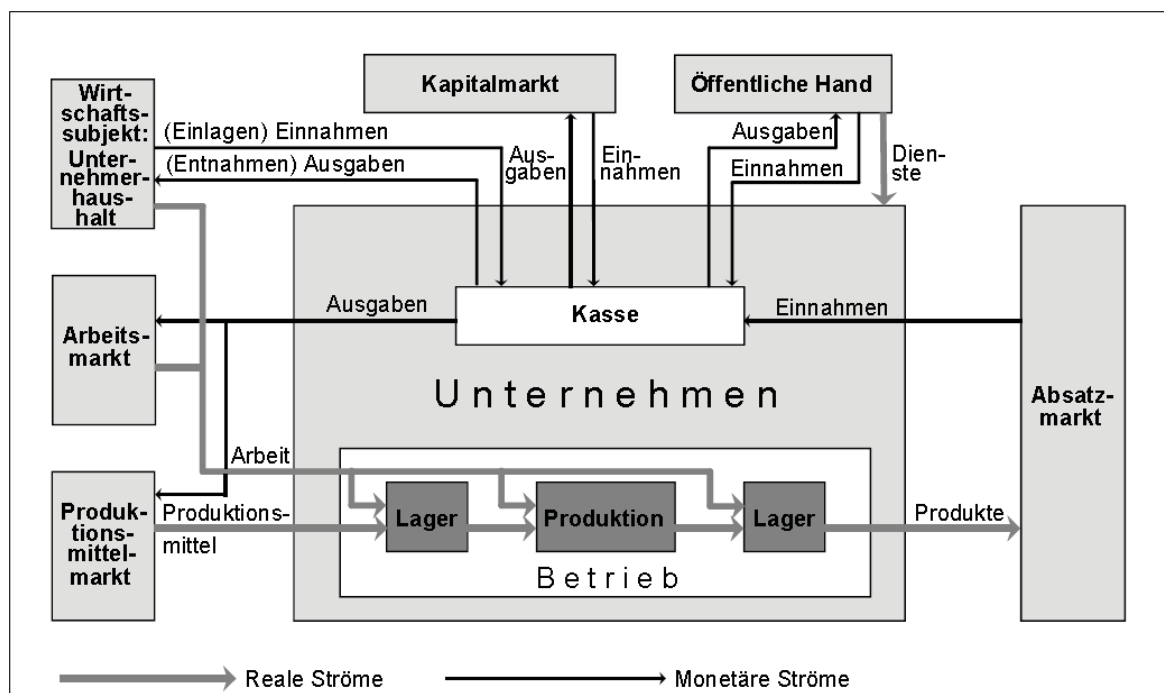 Wirt-
schafts-
subjekt:
Unter-
nehmer-
haus-
halt
Kapitalmarkt
Öffentliche Hand
(Einlagen) Einnahmen
(Entnahmen) Ausgaben
Aus-
gaben
Ein-
nahmen
Ausgaben
Einnahmen
Dien-
ste
Arbeits-
markt
Ausgaben
Kasse
Einnahmen
Unternehmen
Absatz-
markt
Arbeit
Produk-
tions-
mittel-
markt
Produktions-
mittel
Lager
Produktion
Lager
Produkte
Betrieb
Reale Ströme
Monetäre Ströme